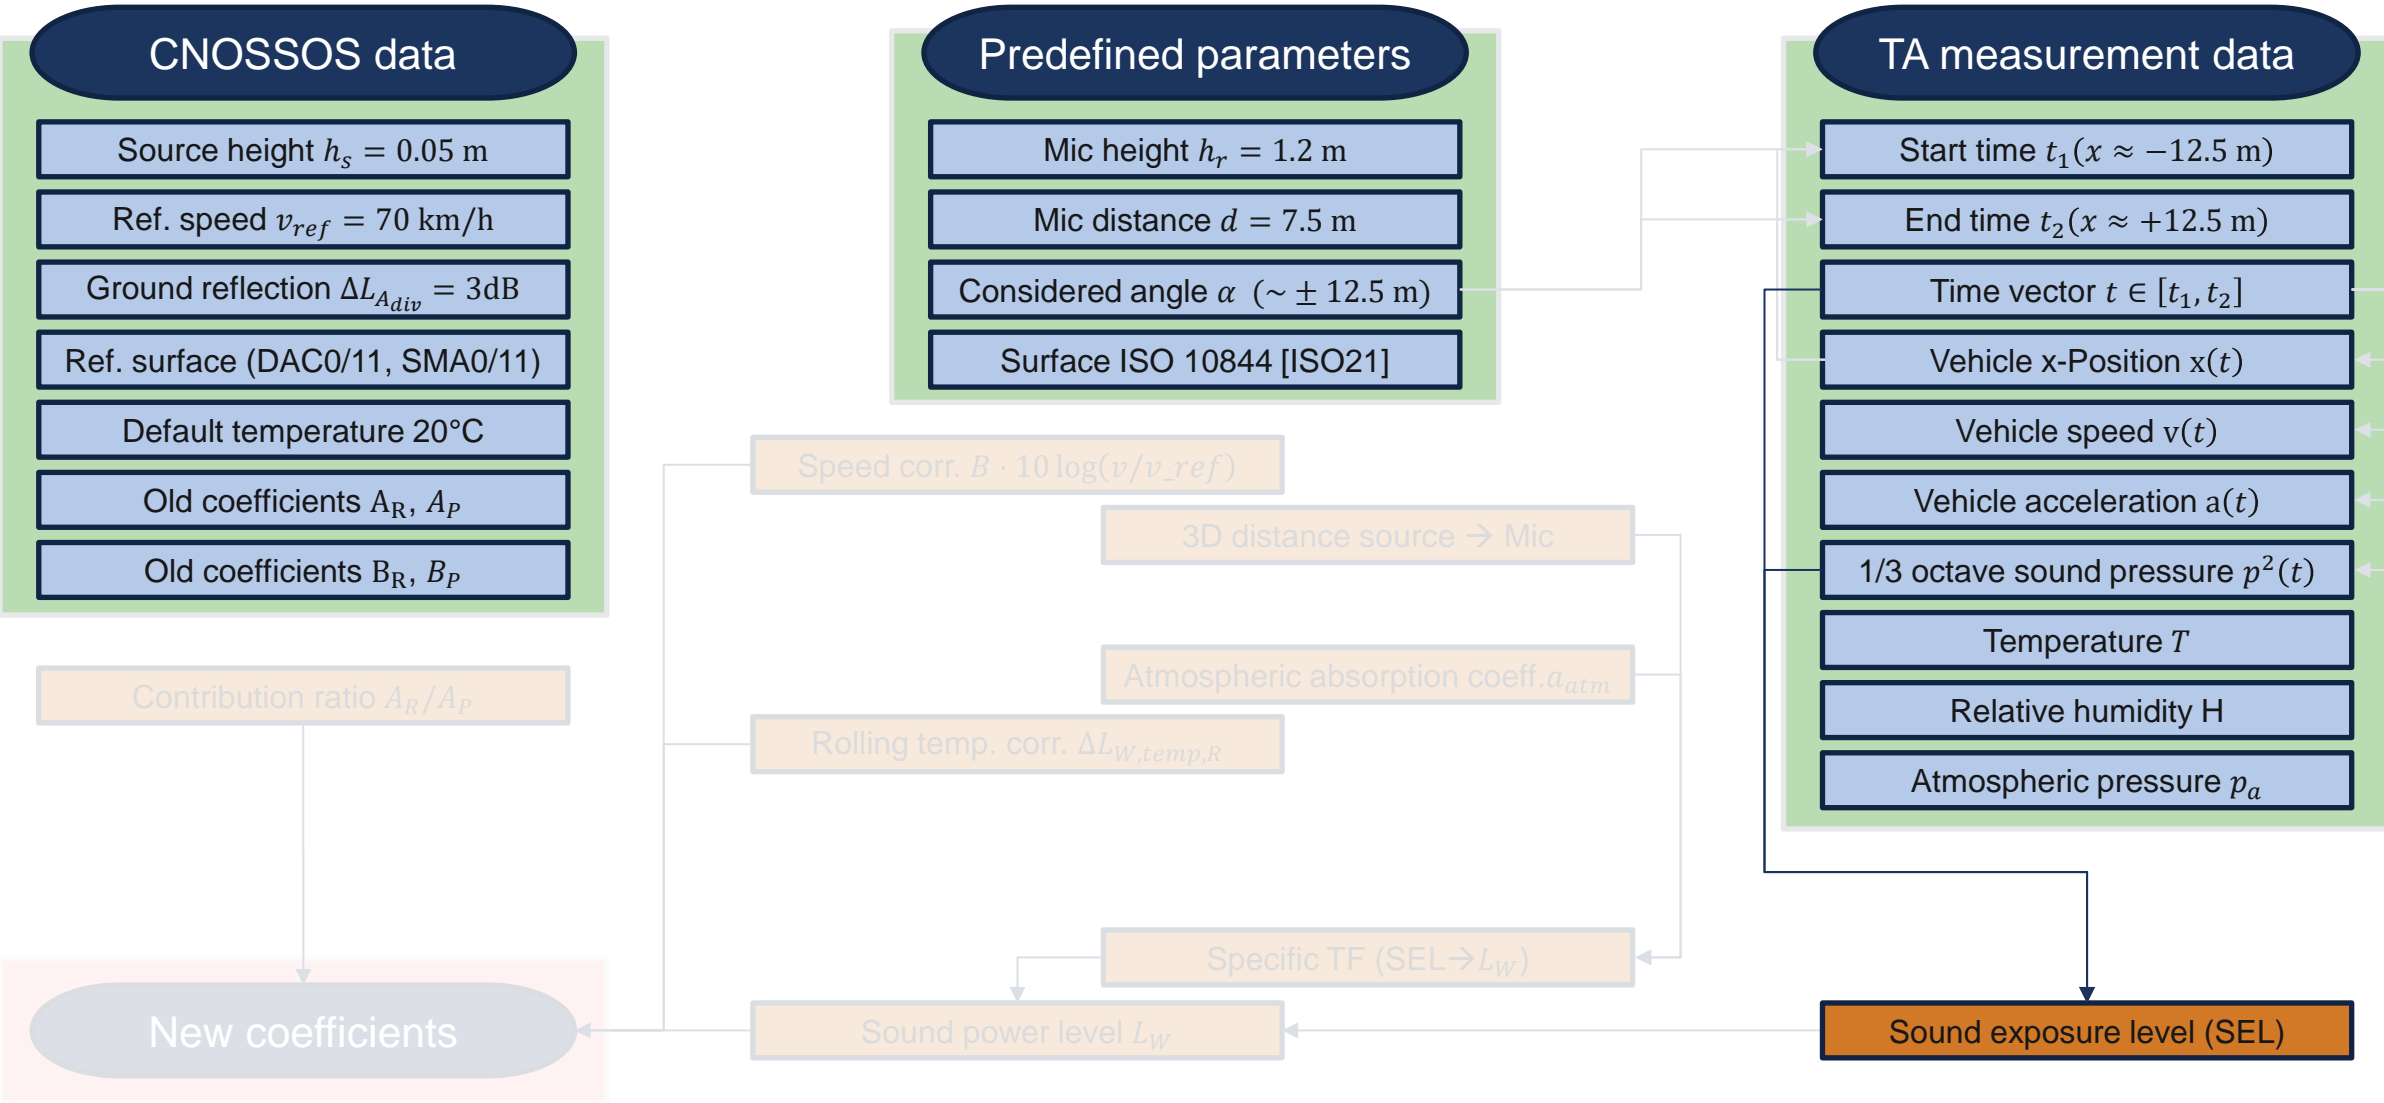 CNOSSOS data
Source height h_s = 0.05 m
Ref. speed v_ref = 70 km/h
Ground reflection ΔL_{A_{div}} = 3dB
Ref. surface (DAC0/11, SMA0/11)
Default temperature 20°C
Old coefficients A_R, A_P
Old coefficients B_R, B_P
Contribution ratio A_R/A_P
New coefficients
Predefined parameters
Mic height h_r = 1.2 m
Mic distance d = 7.5 m
Considered angle α (~ ± 12.5 m)
Surface ISO 10844 [ISO21]
Speed corr. B · 10 log(v/v_ref)
3D distance source → Mic
Atmospheric absorption coeff. a_atm
Rolling temp. corr. ΔL_{W,temp,R}
Specific TF (SEL→L_W)
Sound power level L_W
TA measurement data
Start time t_1(x ≈ −12.5 m)
End time t_2(x ≈ +12.5 m)
Time vector t ∈ [t_1, t_2]
Vehicle x-Position x(t)
Vehicle speed v(t)
Vehicle acceleration a(t)
1/3 octave sound pressure p²(t)
Temperature T
Relative humidity H
Atmospheric pressure p_a
Sound exposure level (SEL)